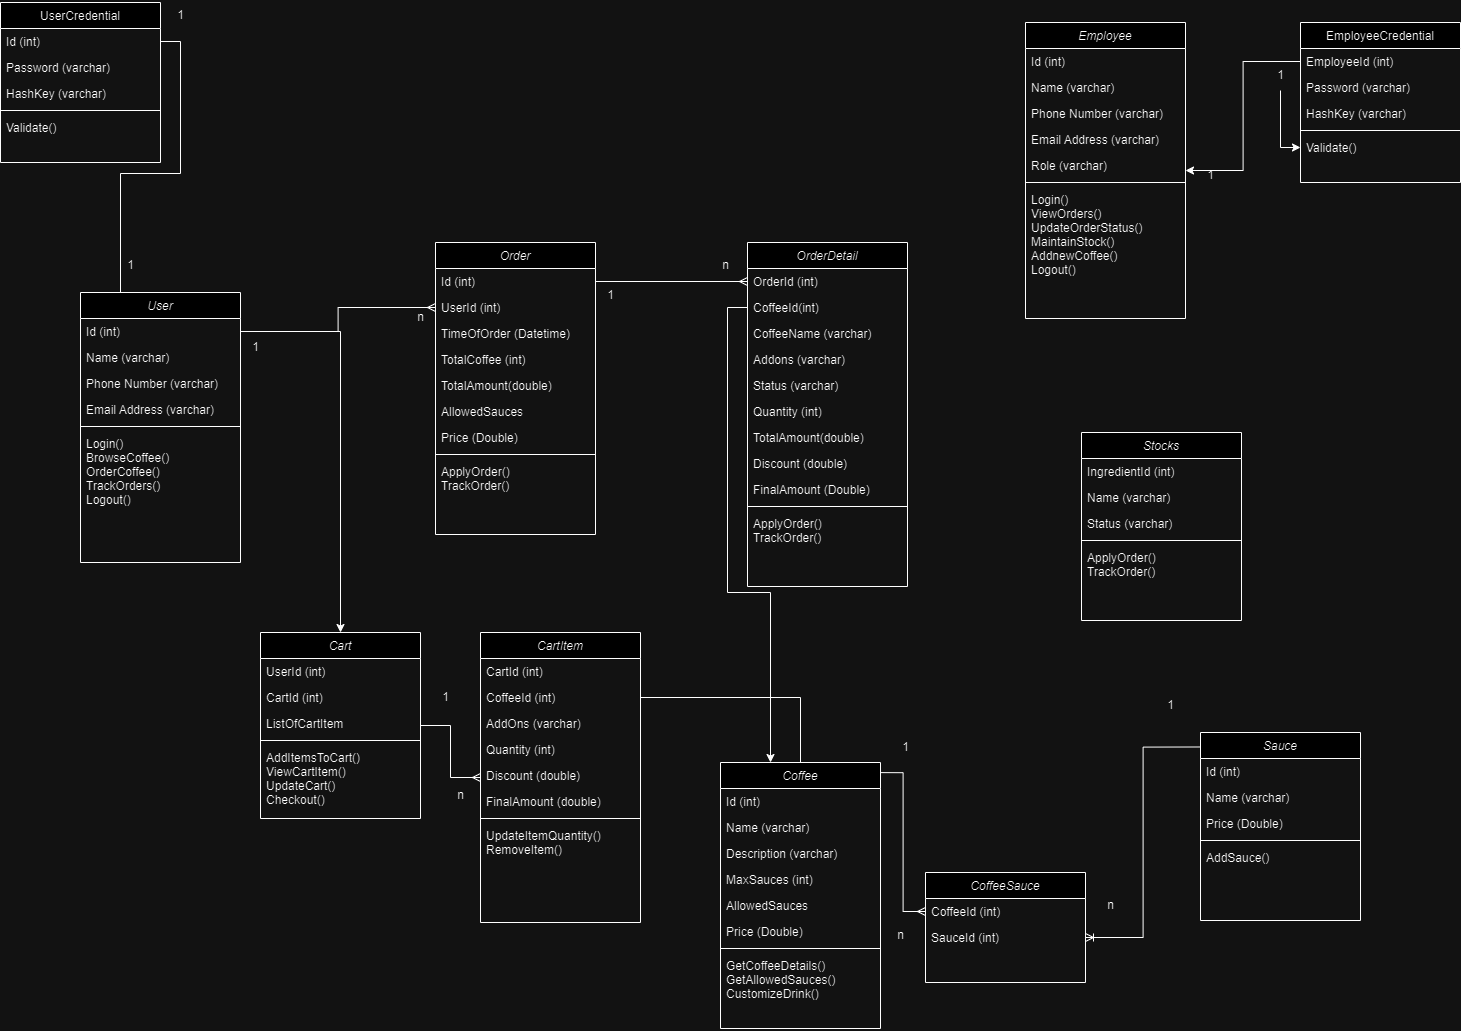 UserCredential
Id (int)
Password (varchar)
HashKey (varchar)
Validate()
1
1
Employee
Id (int)
Name (varchar)
Phone Number (varchar)
Email Address (varchar)
Role (varchar)
Login()
ViewOrders()
UpdateOrderStatus()
MaintainStock()
AddnewCoffee()
Logout()
EmployeeCredential
EmployeeId (int)
Password (varchar)
HashKey (varchar)
Validate()
1
1
User
Id (int)
Name (varchar)
Phone Number (varchar)
Email Address (varchar)
Login()
BrowseCoffee()
OrderCoffee()
TrackOrders()
Logout()
1
n
Order
Id (int)
UserId (int)
TimeOfOrder (Datetime)
TotalCoffee (int)
TotalAmount(double)
AllowedSauces
Price (Double)
ApplyOrder()
TrackOrder()
1
n
OrderDetail
OrderId (int)
CoffeeId(int)
CoffeeName (varchar)
Addons (varchar)
Status (varchar)
Quantity (int)
TotalAmount(double)
Discount (double)
FinalAmount (Double)
ApplyOrder()
TrackOrder()
Stocks
IngredientId (int)
Name (varchar)
Status (varchar)
ApplyOrder()
TrackOrder()
Cart
UserId (int)
CartId (int)
ListOfCartItem
AddItemsToCart()
ViewCartItem()
UpdateCart()
Checkout()
1
n
CartItem
CartId (int)
CoffeeId (int)
AddOns (varchar)
Quantity (int)
Discount (double)
FinalAmount (double)
UpdateItemQuantity()
RemoveItem()
Coffee
Id (int)
Name (varchar)
Description (varchar)
MaxSauces (int)
AllowedSauces
Price (Double)
GetCoffeeDetails()
GetAllowedSauces()
CustomizeDrink()
1
n
CoffeeSauce
CoffeeId (int)
SauceId (int)
n
1
Sauce
Id (int)
Name (varchar)
Price (Double)
AddSauce()